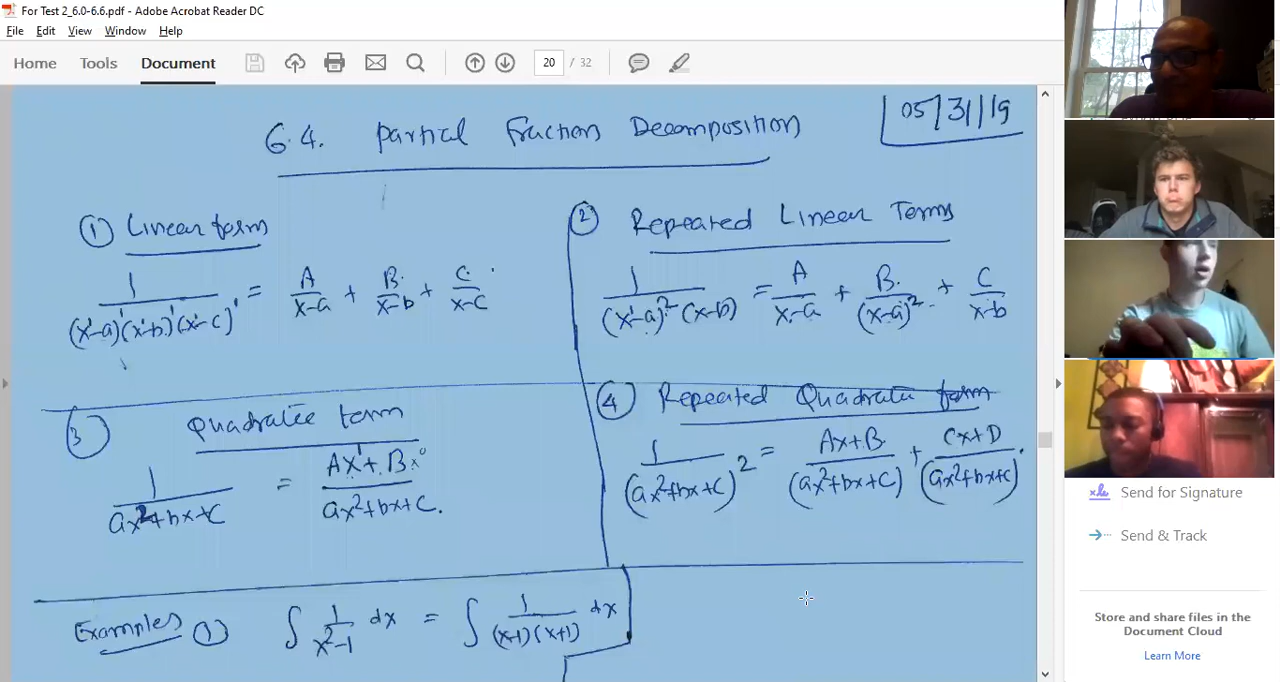 For Test 2_6.0-6.6.pdf - Adobe Acrobat Reader DC
File Edit View Window Help
Home Tools Document 20 / 32
6.4. Partial Fraction Decomposition
05/31/19
① Linear form
1/((x-a)'(x-b)'(x-c)') = A/(x-a) + B/(x-b) + C/(x-c)
② Repeated Linear Terms
1/((x-a)²(x-b)) = A/(x-a) + B/(x-a)² + C/(x-b)
③ Quadratic term
1/(ax²+bx+c) = (Ax¹+Bx⁰)/(ax²+bx+c).
④ Repeated Quadratic form
1/(ax²+bx+c)² = (Ax+B)/(ax²+bx+c) + (Cx+D)/(ax²+bx+c)
Examples ① ∫ 1/(x²-1) dx = ∫ 1/((x-1)(x+1)) dx
Send for Signature
Send & Track
Store and share files in the
Document Cloud
Learn More